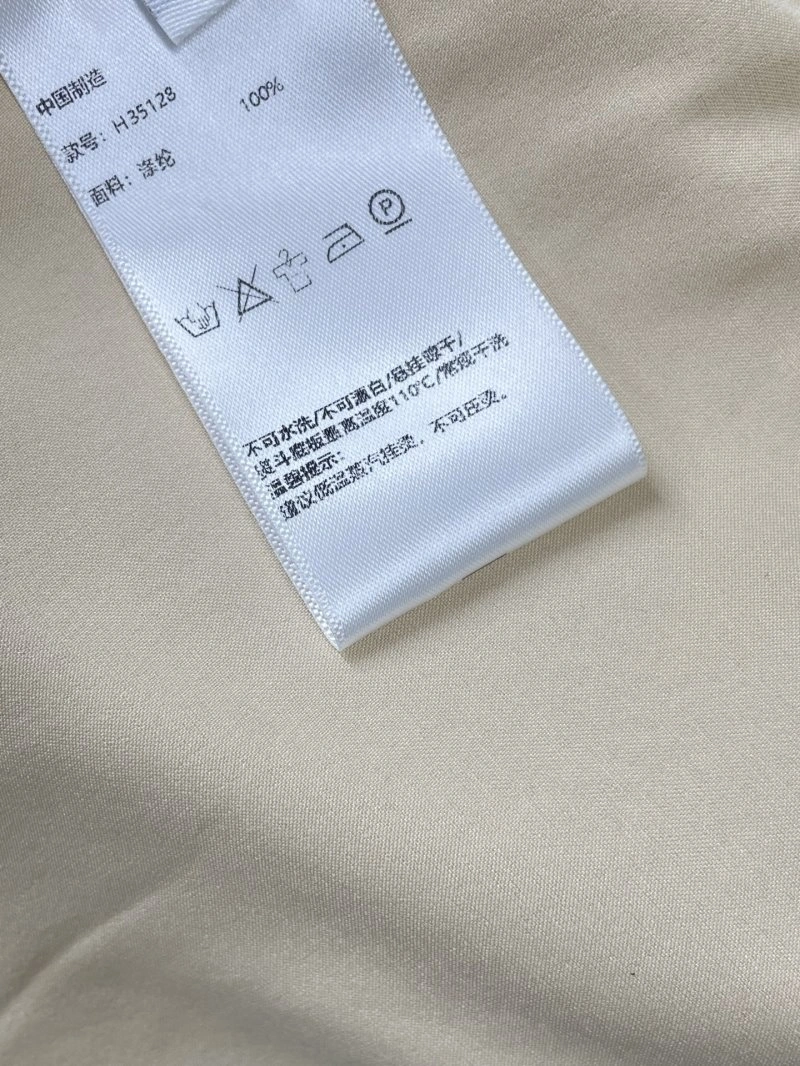 中国制造
款号：H35128
面料：涤纶 100%
P
不可水洗/不可漂白/悬挂晾干/
熨斗底板最高温度110℃/常规干洗
温馨提示：
建议低温蒸汽挂烫，不可压烫。